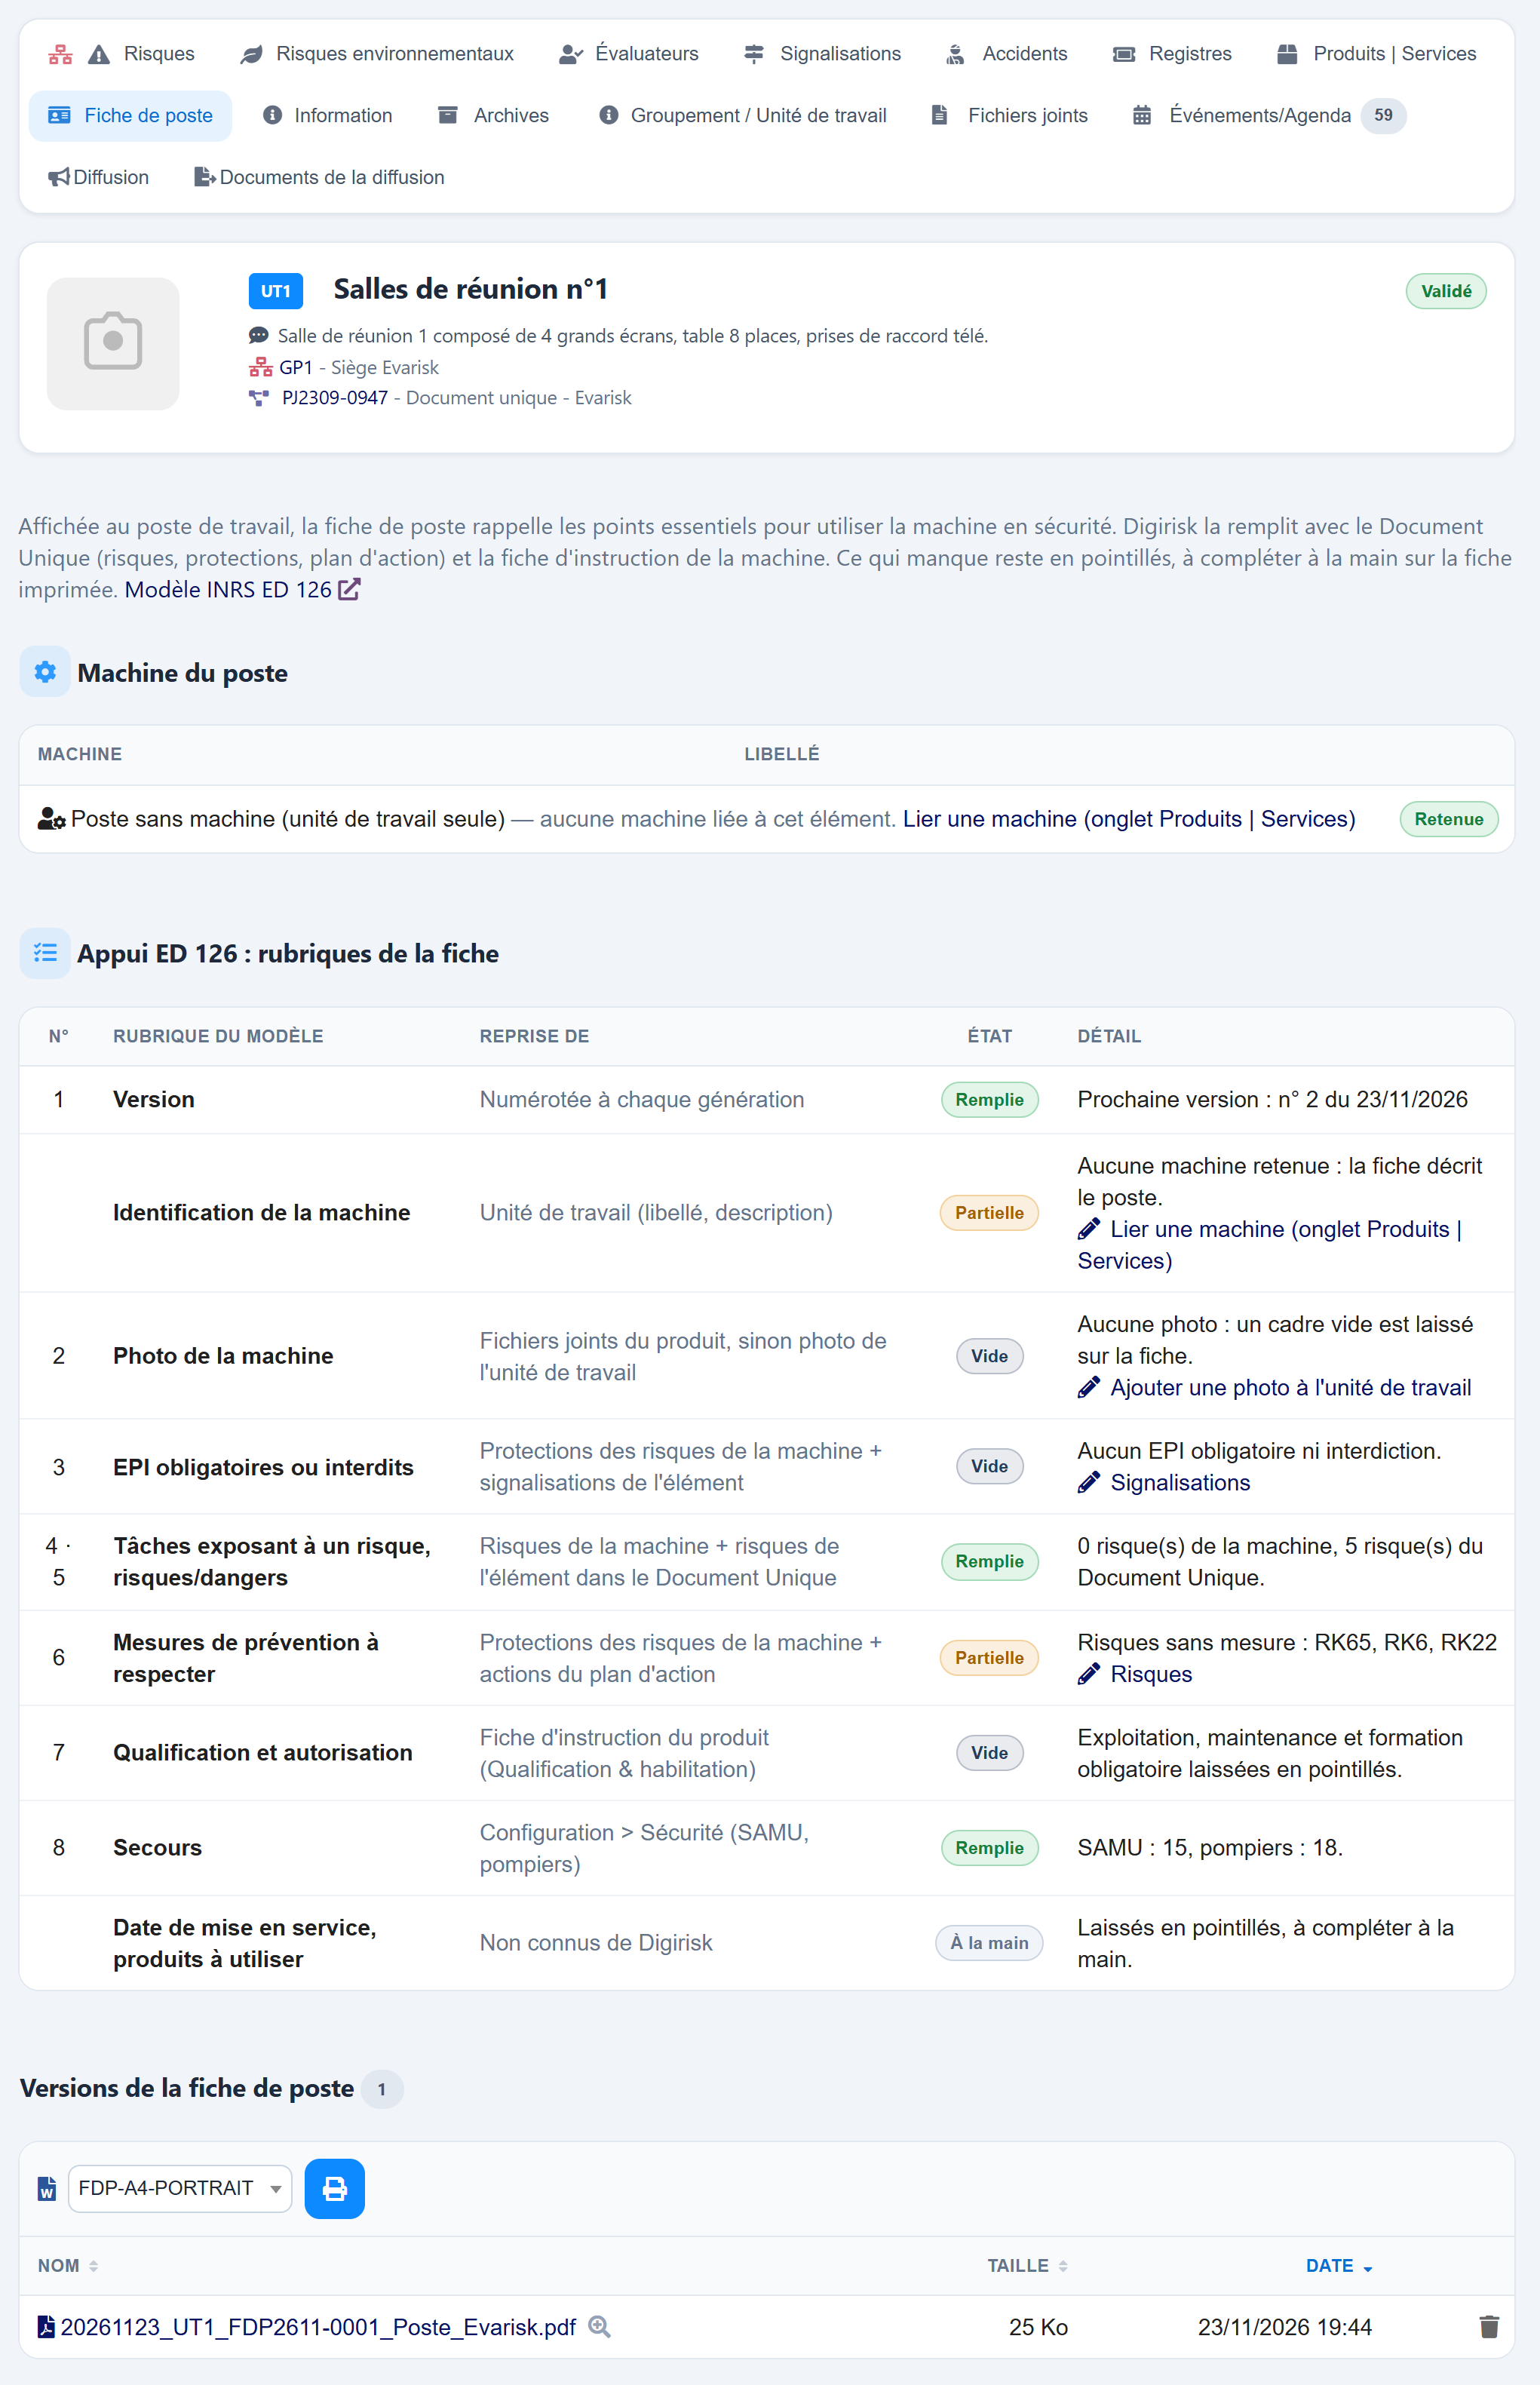 Risques
Risques environnementaux
Évaluateurs
Signalisations
Accidents
Registres
Produits | Services
Fiche de poste
Information
Archives
Groupement / Unité de travail
Fichiers joints
Événements/Agenda 59
Diffusion
Documents de la diffusion
UT1 Salles de réunion n°1
Validé
Salle de réunion 1 composé de 4 grands écrans, table 8 places, prises de raccord télé.
GP1 - Siège Evarisk
PJ2309-0947 - Document unique - Evarisk
Affichée au poste de travail, la fiche de poste rappelle les points essentiels pour utiliser la machine en sécurité. Digirisk la remplit avec le Document
Unique (risques, protections, plan d'action) et la fiche d'instruction de la machine. Ce qui manque reste en pointillés, à compléter à la main sur la fiche
imprimée. Modèle INRS ED 126
Machine du poste
MACHINE LIBELLÉ
Poste sans machine (unité de travail seule) — aucune machine liée à cet élément. Lier une machine (onglet Produits | Services) Retenue
Appui ED 126 : rubriques de la fiche
N° RUBRIQUE DU MODÈLE REPRISE DE ÉTAT DÉTAIL
1 Version Numérotée à chaque génération Remplie Prochaine version : n° 2 du 23/11/2026
Identification de la machine Unité de travail (libellé, description) Partielle
Aucune machine retenue : la fiche décrit
le poste.
Lier une machine (onglet Produits |
Services)
2 Photo de la machine
Fichiers joints du produit, sinon photo de
l'unité de travail
Vide
Aucune photo : un cadre vide est laissé
sur la fiche.
Ajouter une photo à l'unité de travail
3 EPI obligatoires ou interdits
Protections des risques de la machine +
signalisations de l'élément
Vide
Aucun EPI obligatoire ni interdiction.
Signalisations
4 ·
5
Tâches exposant à un risque,
risques/dangers
Risques de la machine + risques de
l'élément dans le Document Unique
Remplie
0 risque(s) de la machine, 5 risque(s) du
Document Unique.
6
Mesures de prévention à
respecter
Protections des risques de la machine +
actions du plan d'action
Partielle
Risques sans mesure : RK65, RK6, RK22
Risques
7 Qualification et autorisation
Fiche d'instruction du produit
(Qualification & habilitation)
Vide
Exploitation, maintenance et formation
obligatoire laissées en pointillés.
8 Secours
Configuration > Sécurité (SAMU,
pompiers)
Remplie
SAMU : 15, pompiers : 18.
Date de mise en service,
produits à utiliser
Non connus de Digirisk
À la main
Laissés en pointillés, à compléter à la
main.
Versions de la fiche de poste 1
FDP-A4-PORTRAIT
NOM TAILLE DATE
20261123_UT1_FDP2611-0001_Poste_Evarisk.pdf 25 Ko 23/11/2026 19:44